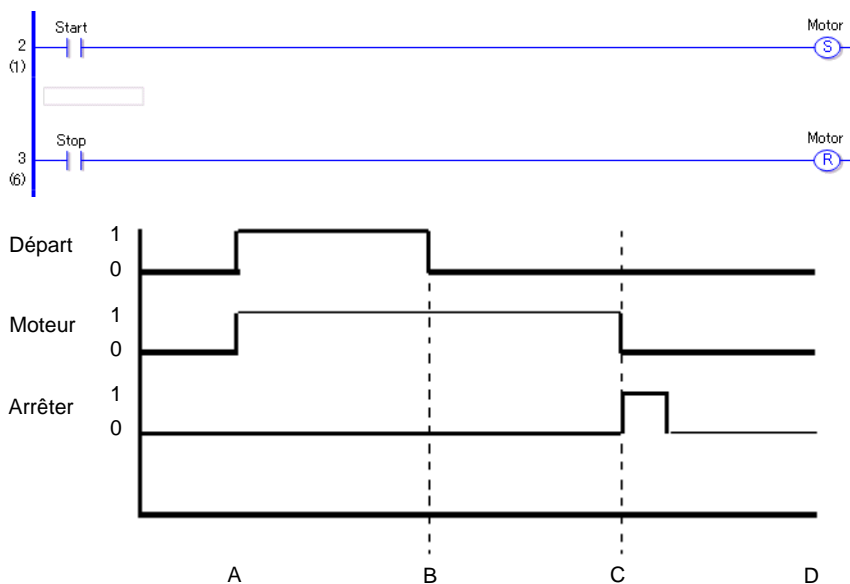 Start Motor
2 S
(1)
Stop Motor
3 R
(6)
Départ 1
0
Moteur 1
0
Arrêter 1
0
A B C D